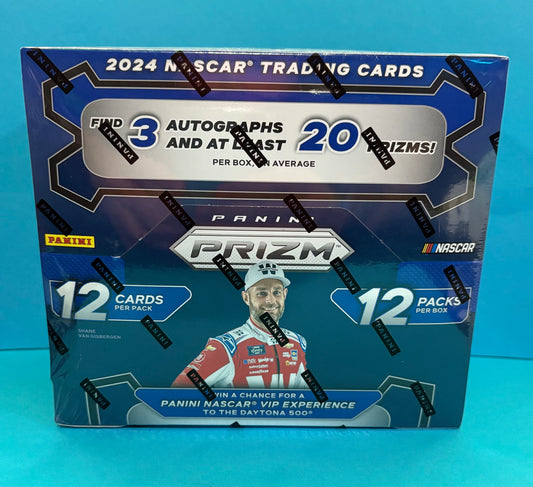 2024 NASCAR® TRADING CARDS
FIND 3 AUTOGRAPHS AND AT LEAST 20 PRIZMS!
PER BOX, ON AVERAGE
PANINI
PRIZM
PANINI
NASCAR
12 CARDS PER PACK
12 PACKS PER BOX
SHANE
VAN GISBERGEN
WIN A CHANCE FOR A
PANINI NASCAR® VIP EXPERIENCE
TO THE DAYTONA 500®